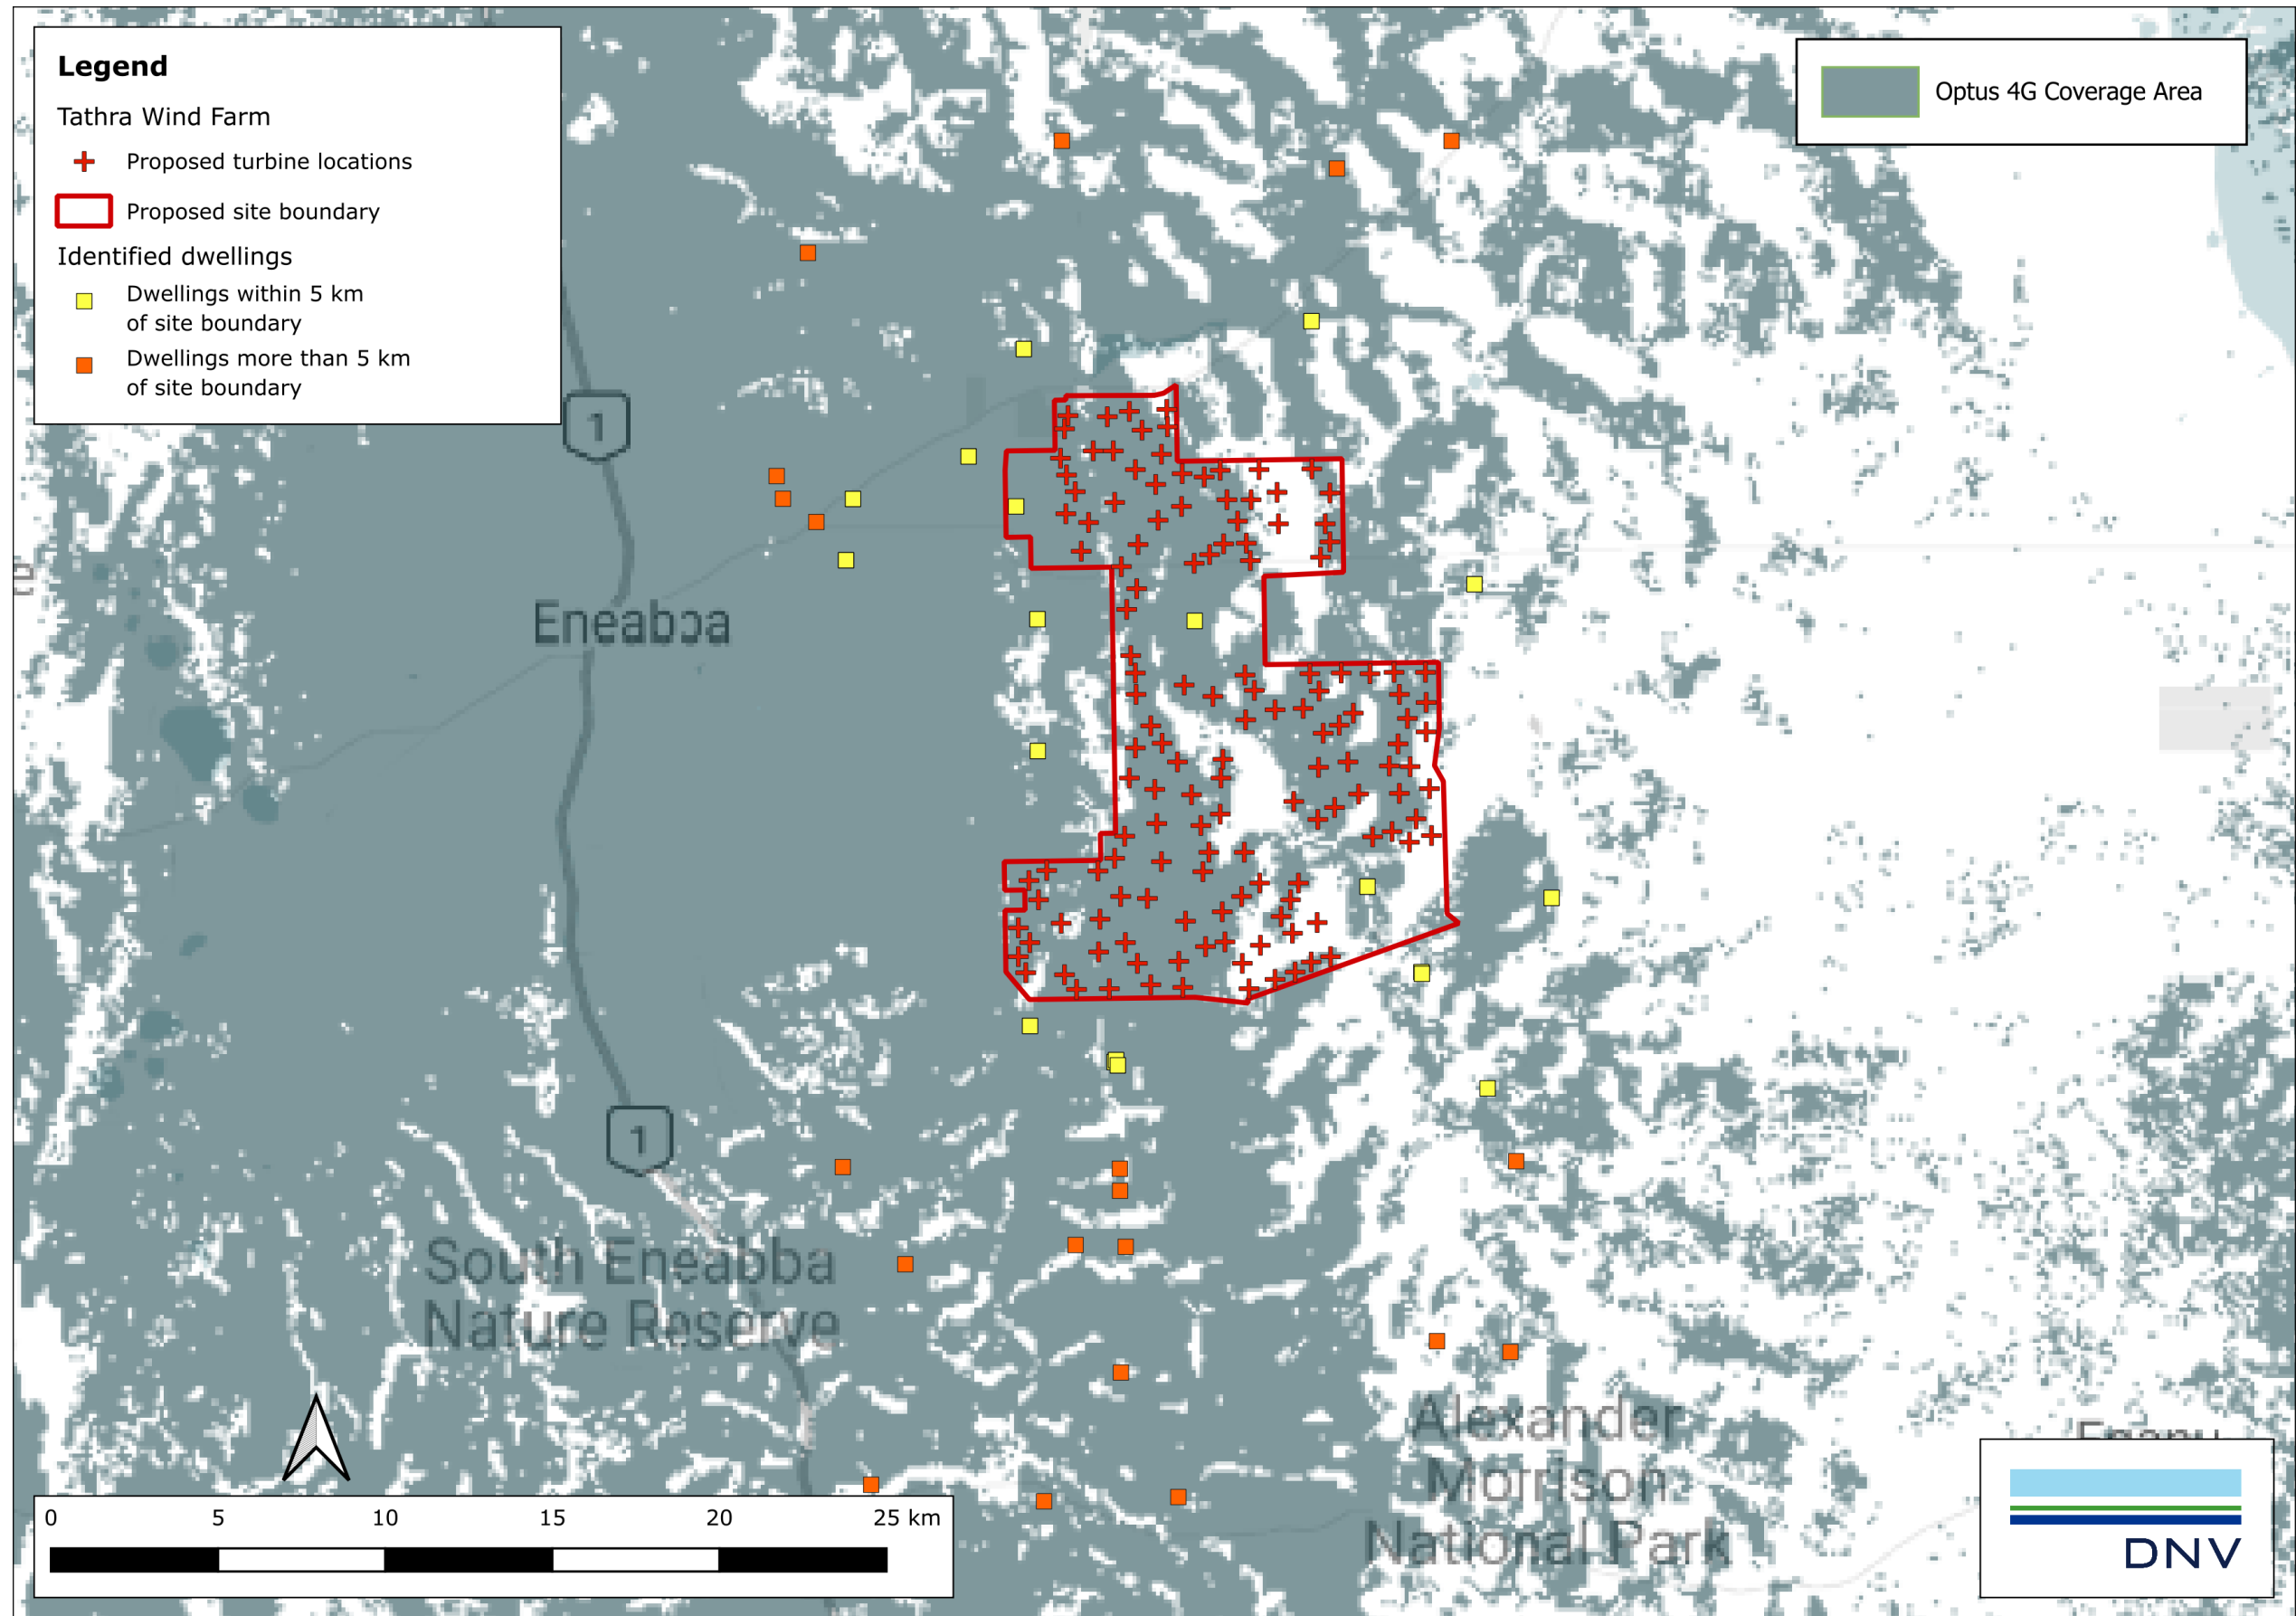 Legend
Tathra Wind Farm
Proposed turbine locations
Proposed site boundary
Identified dwellings
Dwellings within 5 km
of site boundary
Dwellings more than 5 km
of site boundary
Optus 4G Coverage Area
1
Eneabba
1
South Eneabba
Nature Reserve
Alexander
Morrison
National Park
0 5 10 15 20 25 km
DNV